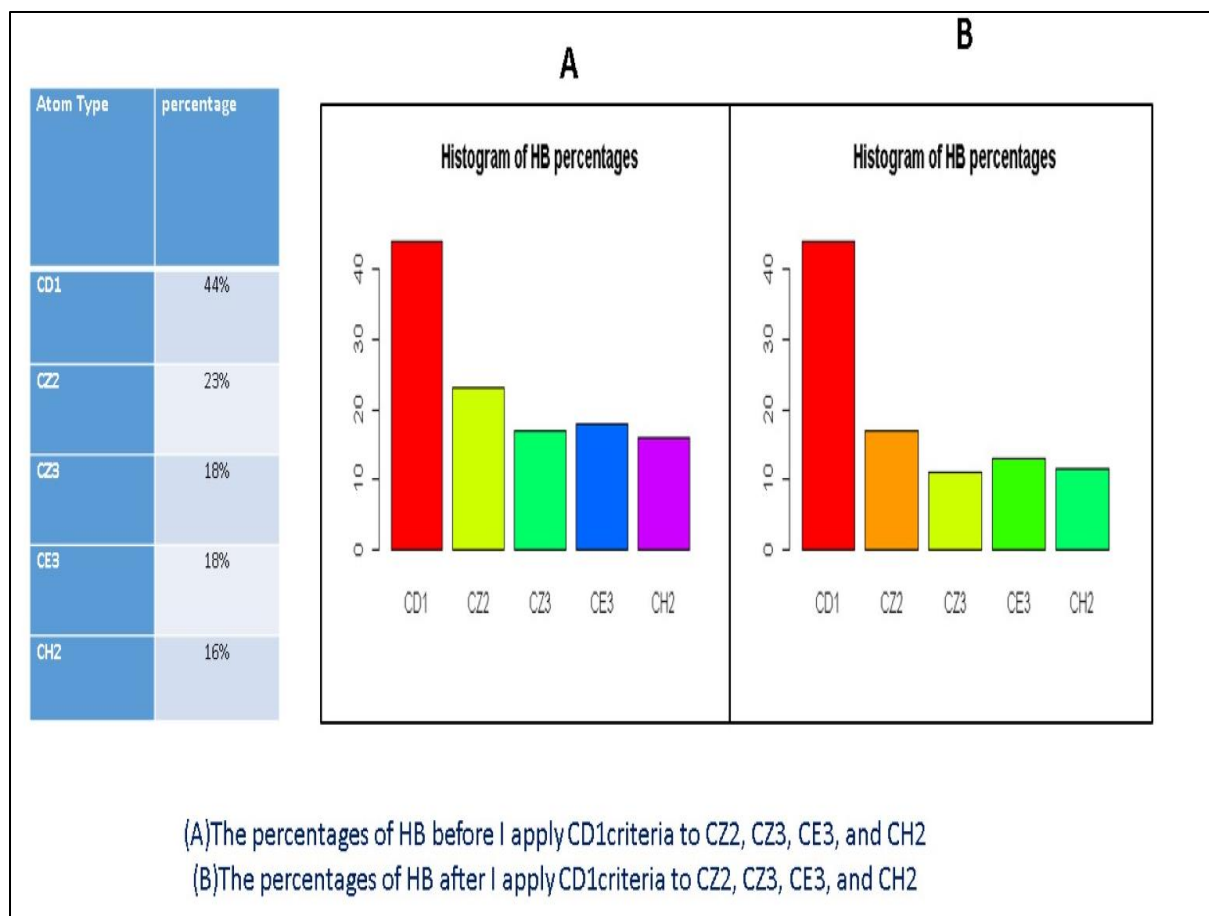 A
B
Atom Type percentage
CD1 44%
CZ2 23%
CZ3 18%
CE3 18%
CH2 16%
Histogram of HB percentages
0 10 20 30 40
CD1 CZ2 CZ3 CE3 CH2
Histogram of HB percentages
0 10 20 30 40
CD1 CZ2 CZ3 CE3 CH2
(A)The percentages of HB before I apply CD1criteria to CZ2, CZ3, CE3, and CH2
(B)The percentages of HB after I apply CD1criteria to CZ2, CZ3, CE3, and CH2